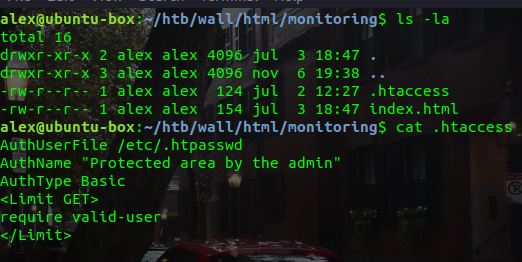 alex@ubuntu-box:~/htb/wall/html/monitoring$ ls -la
total 16
drwxr-xr-x 2 alex alex 4096 jul  3 18:47 .
drwxr-xr-x 3 alex alex 4096 nov  6 19:38 ..
-rw-r--r-- 1 alex alex  124 jul  2 12:27 .htaccess
-rw-r--r-- 1 alex alex  154 jul  3 18:47 index.html
alex@ubuntu-box:~/htb/wall/html/monitoring$ cat .htaccess
AuthUserFile /etc/.htpasswd
AuthName "Protected area by the admin"
AuthType Basic
<Limit GET>
require valid-user
</Limit>